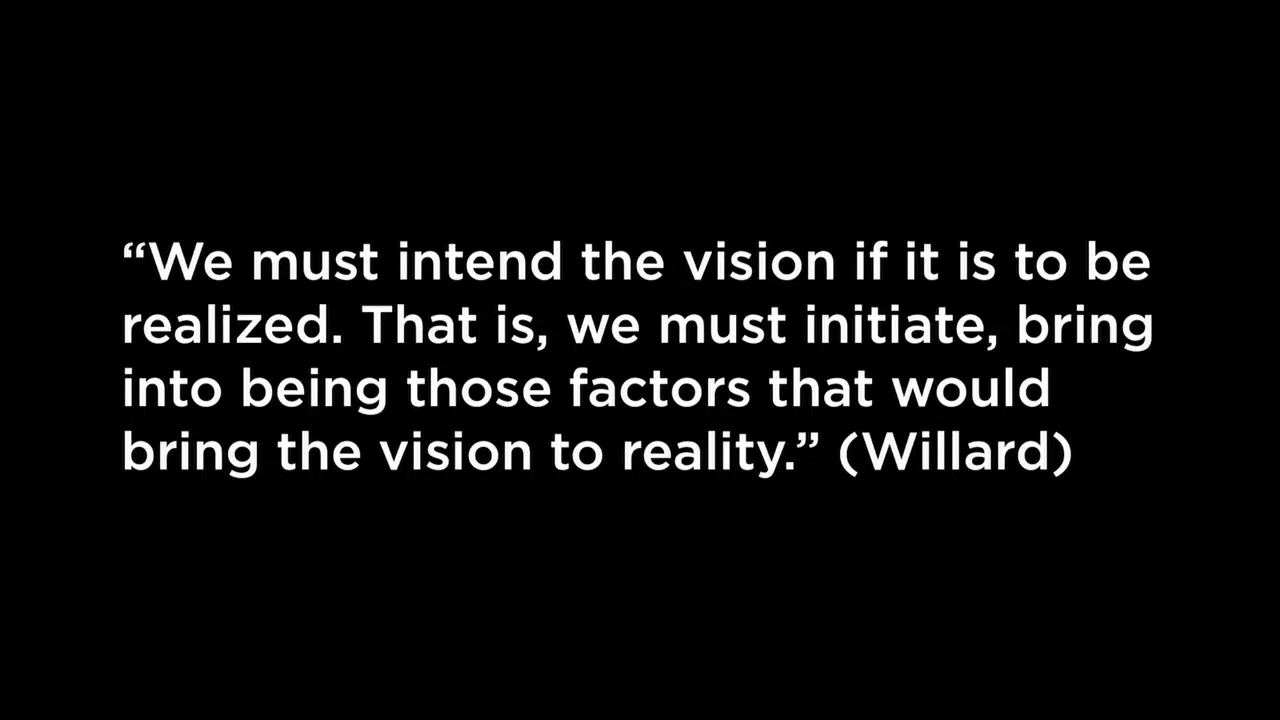 “We must intend the vision if it is to be
realized. That is, we must initiate, bring
into being those factors that would
bring the vision to reality.” (Willard)